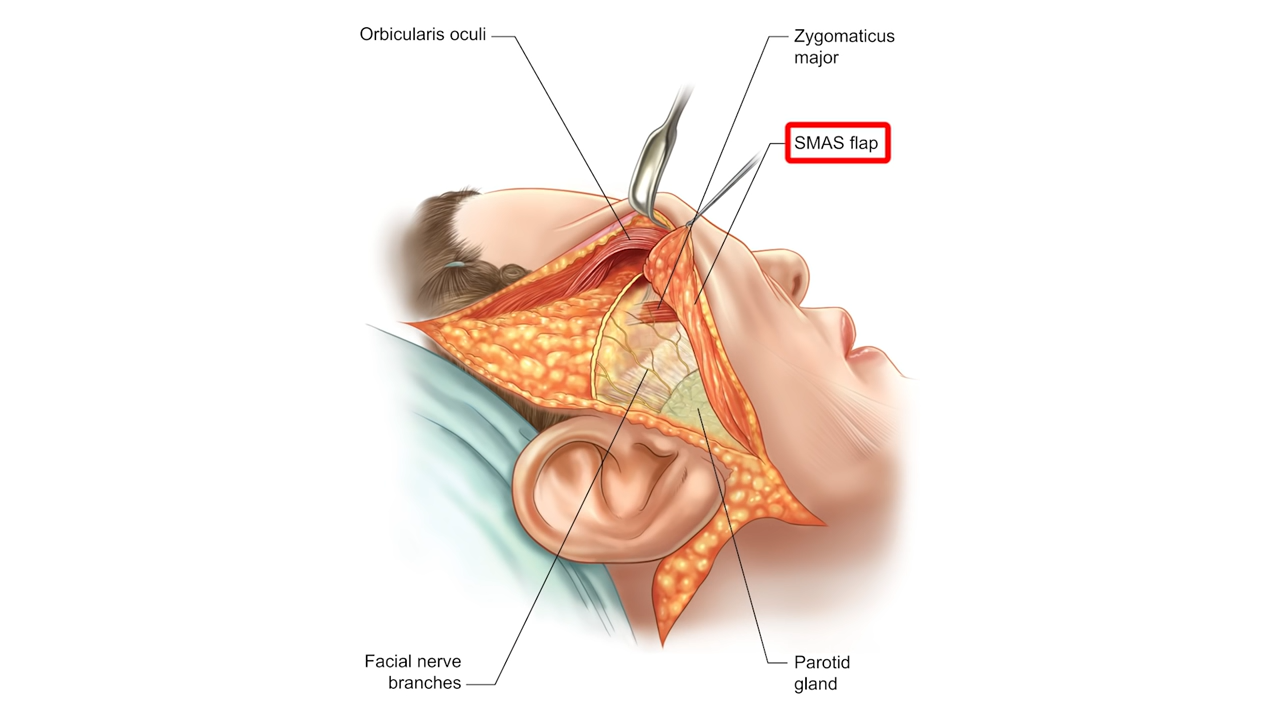 Orbicularis oculi
Zygomaticus
major
SMAS flap
Facial nerve
branches
Parotid
gland